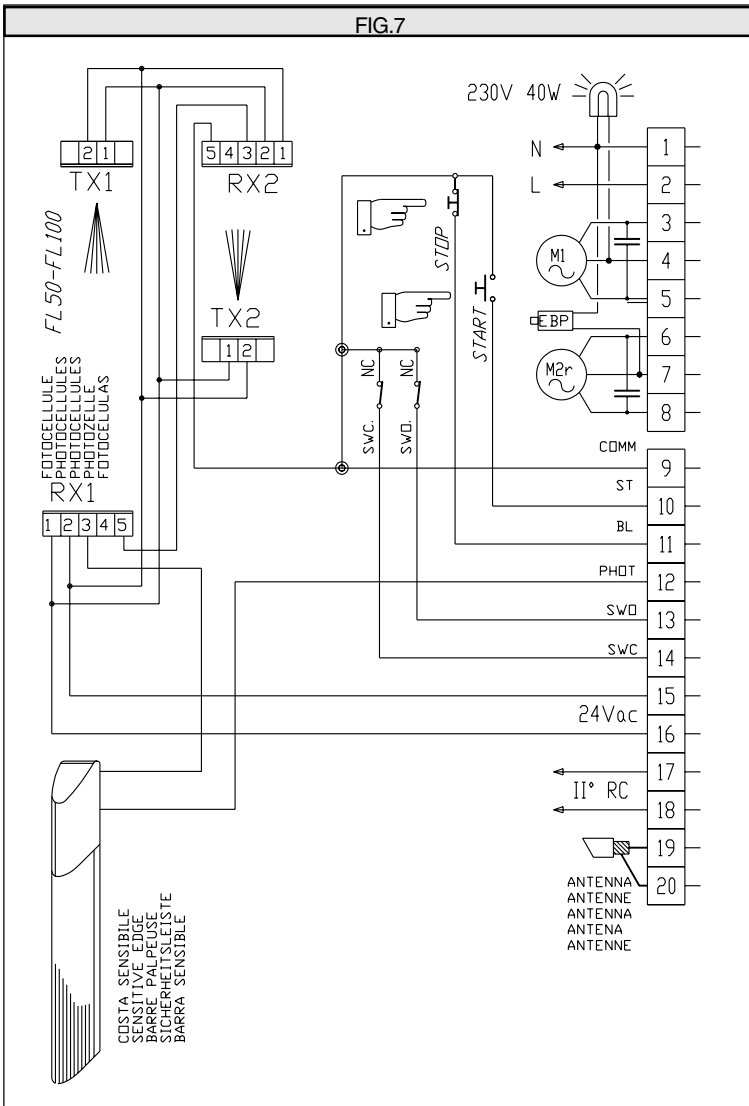 FIG.7
230V 40W
N
L
1
2
3
4
5
6
7
8
M1
EBP
M2r
2 1
TX1
5 4 3 2 1
RX2
FL50-FL100
1 2
TX2
STOP
START
NC
NC
SWC.
SWO.
FOTOCELLULE
PHOTOCELLULES
PHOTOCELLULES
PHOTOZELLE
FOTOCELULAS
RX1
1 2 3 4 5
COMM
9
ST
10
BL
11
PHOT
12
SWO
13
SWC
14
15
24Vac
16
17
II° RC
18
19
20
ANTENNA
ANTENNE
ANTENNA
ANTENA
ANTENNE
COSTA SENSIBILE
SENSITIVE EDGE
BARRE PALPEUSE
SICHERHEITSLEISTE
BARRA SENSIBLE